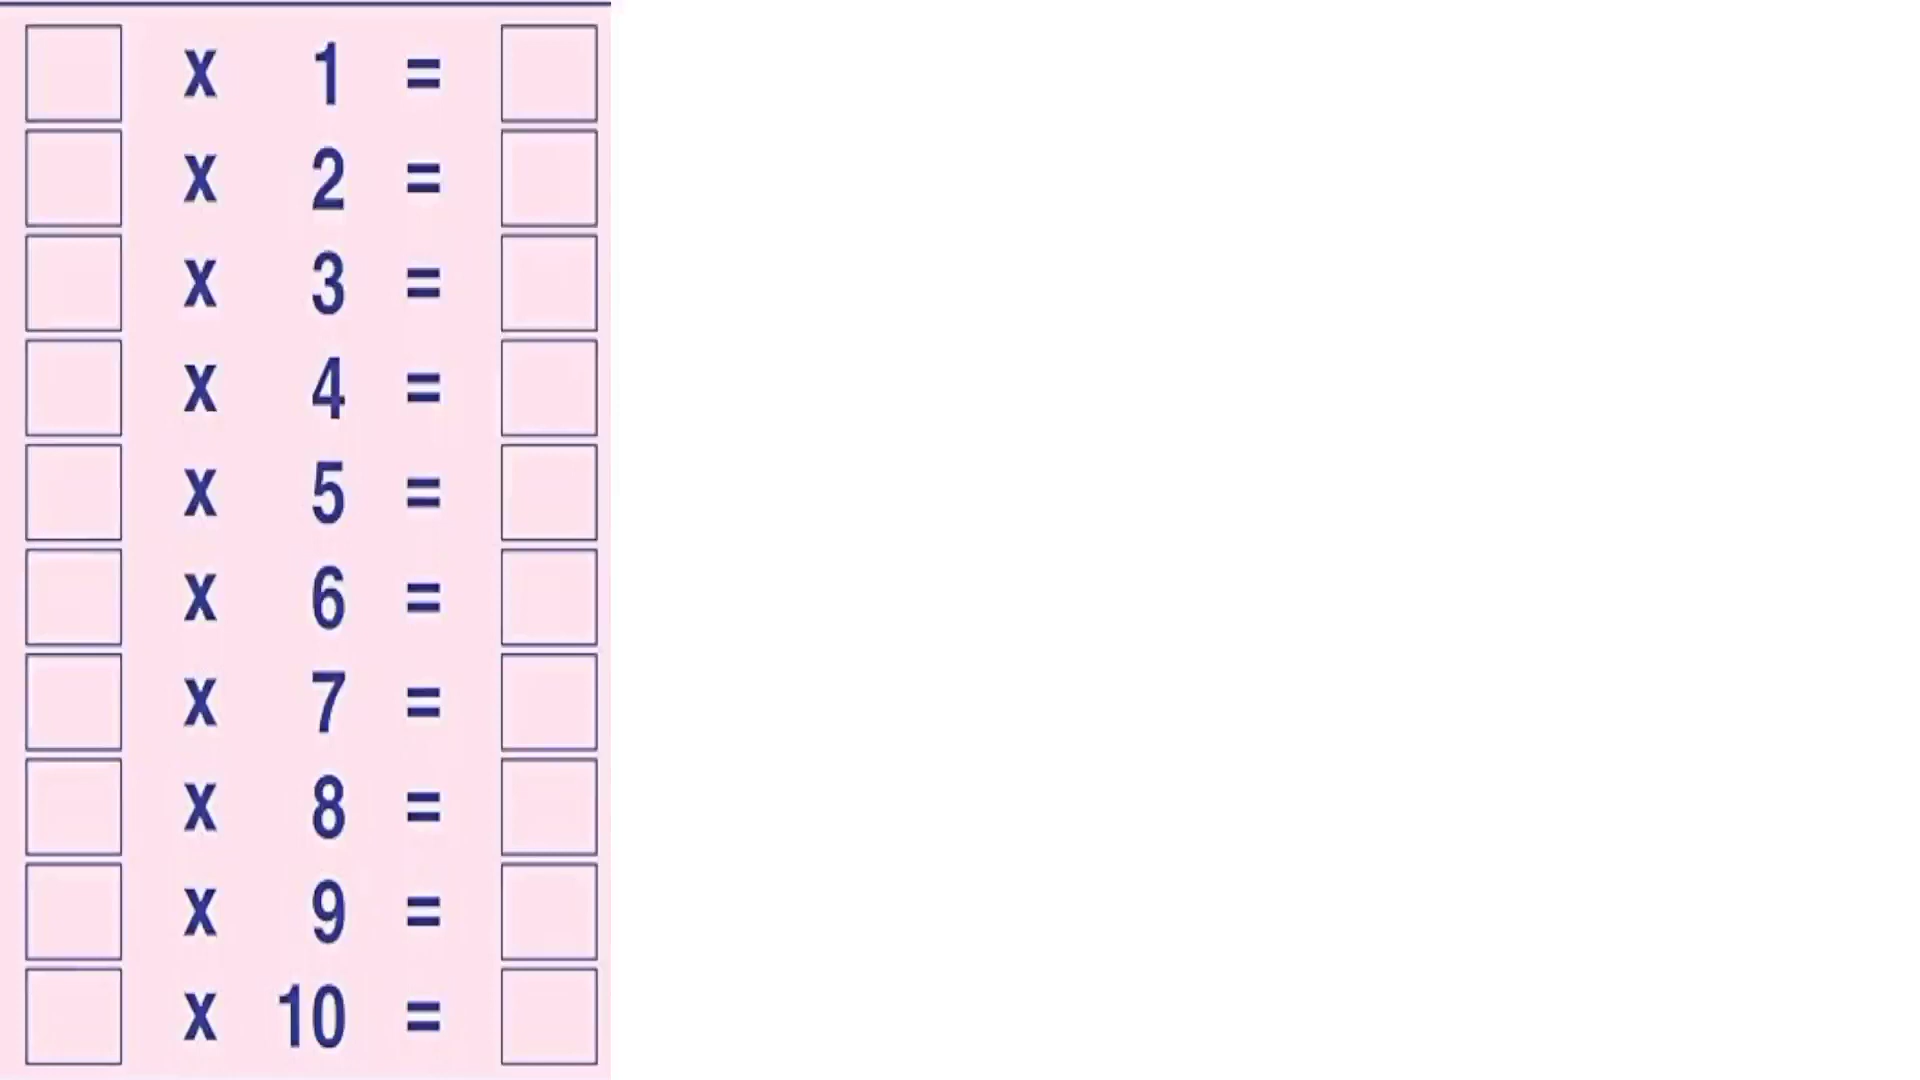 x 1 =
x 2 =
x 3 =
x 4 =
x 5 =
x 6 =
x 7 =
x 8 =
x 9 =
x 10 =